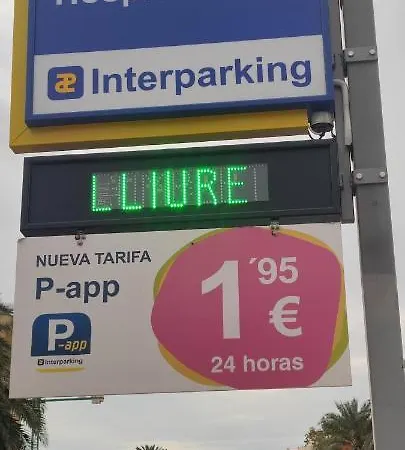 Interparking
LLIURE
NUEVA TARIFA
P-app
1´95
€
24 horas
P-app
Interparking